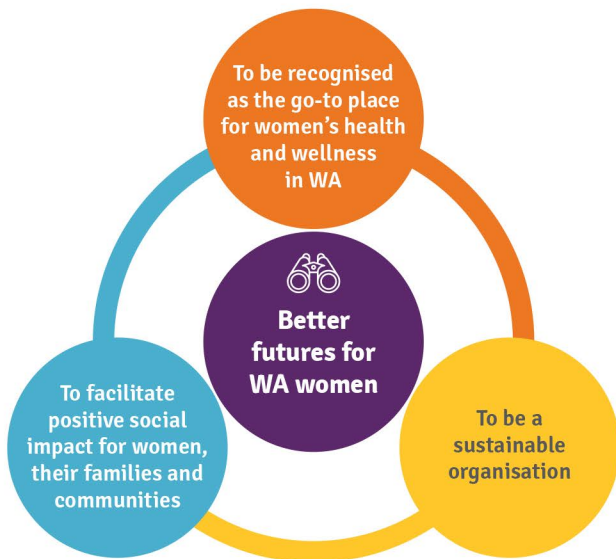 To be recognised
as the go-to place
for women's health
and wellness
in WA
Better
futures for
WA women
To facilitate
positive social
impact for women,
their families and
communities
To be a
sustainable
organisation